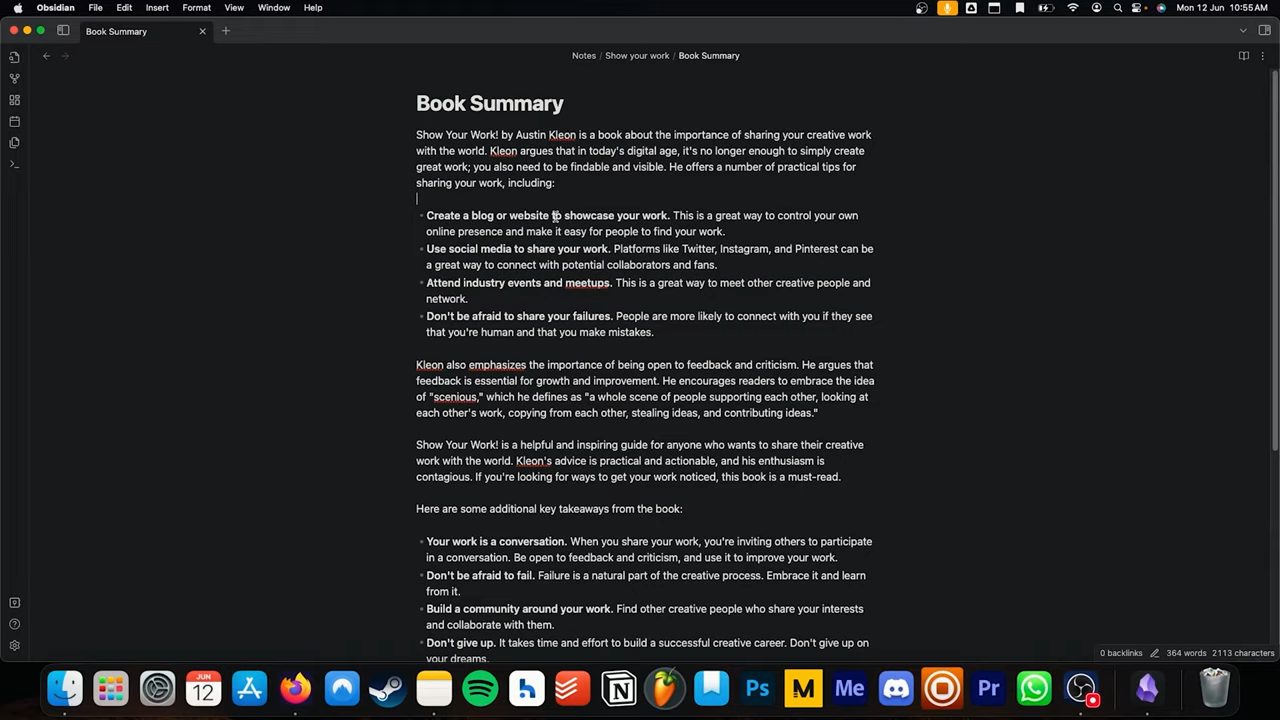 Obsidian File Edit Insert Format View Window Help Mon 12 Jun 10:55AM
Book Summary
Notes / Show your work / Book Summary
Book Summary
Show Your Work! by Austin Kleon is a book about the importance of sharing your creative work
with the world. Kleon argues that in today's digital age, it's no longer enough to simply create
great work; you also need to be findable and visible. He offers a number of practical tips for
sharing your work, including:
Create a blog or website to showcase your work. This is a great way to control your own
online presence and make it easy for people to find your work.
Use social media to share your work. Platforms like Twitter, Instagram, and Pinterest can be
a great way to connect with potential collaborators and fans.
Attend industry events and meetups. This is a great way to meet other creative people and
network.
Don't be afraid to share your failures. People are more likely to connect with you if they see
that you're human and that you make mistakes.
Kleon also emphasizes the importance of being open to feedback and criticism. He argues that
feedback is essential for growth and improvement. He encourages readers to embrace the idea
of "scenious," which he defines as "a whole scene of people supporting each other, looking at
each other's work, copying from each other, stealing ideas, and contributing ideas."
Show Your Work! is a helpful and inspiring guide for anyone who wants to share their creative
work with the world. Kleon's advice is practical and actionable, and his enthusiasm is
contagious. If you're looking for ways to get your work noticed, this book is a must-read.
Here are some additional key takeaways from the book:
Your work is a conversation. When you share your work, you're inviting others to participate
in a conversation. Be open to feedback and criticism, and use it to improve your work.
Don't be afraid to fail. Failure is a natural part of the creative process. Embrace it and learn
from it.
Build a community around your work. Find other creative people who share your interests
and collaborate with them.
Don't give up. It takes time and effort to build a successful creative career. Don't give up on
your dreams.
0 backlinks 364 words 2113 characters
JUN
12
Ps
M
Me
Pr